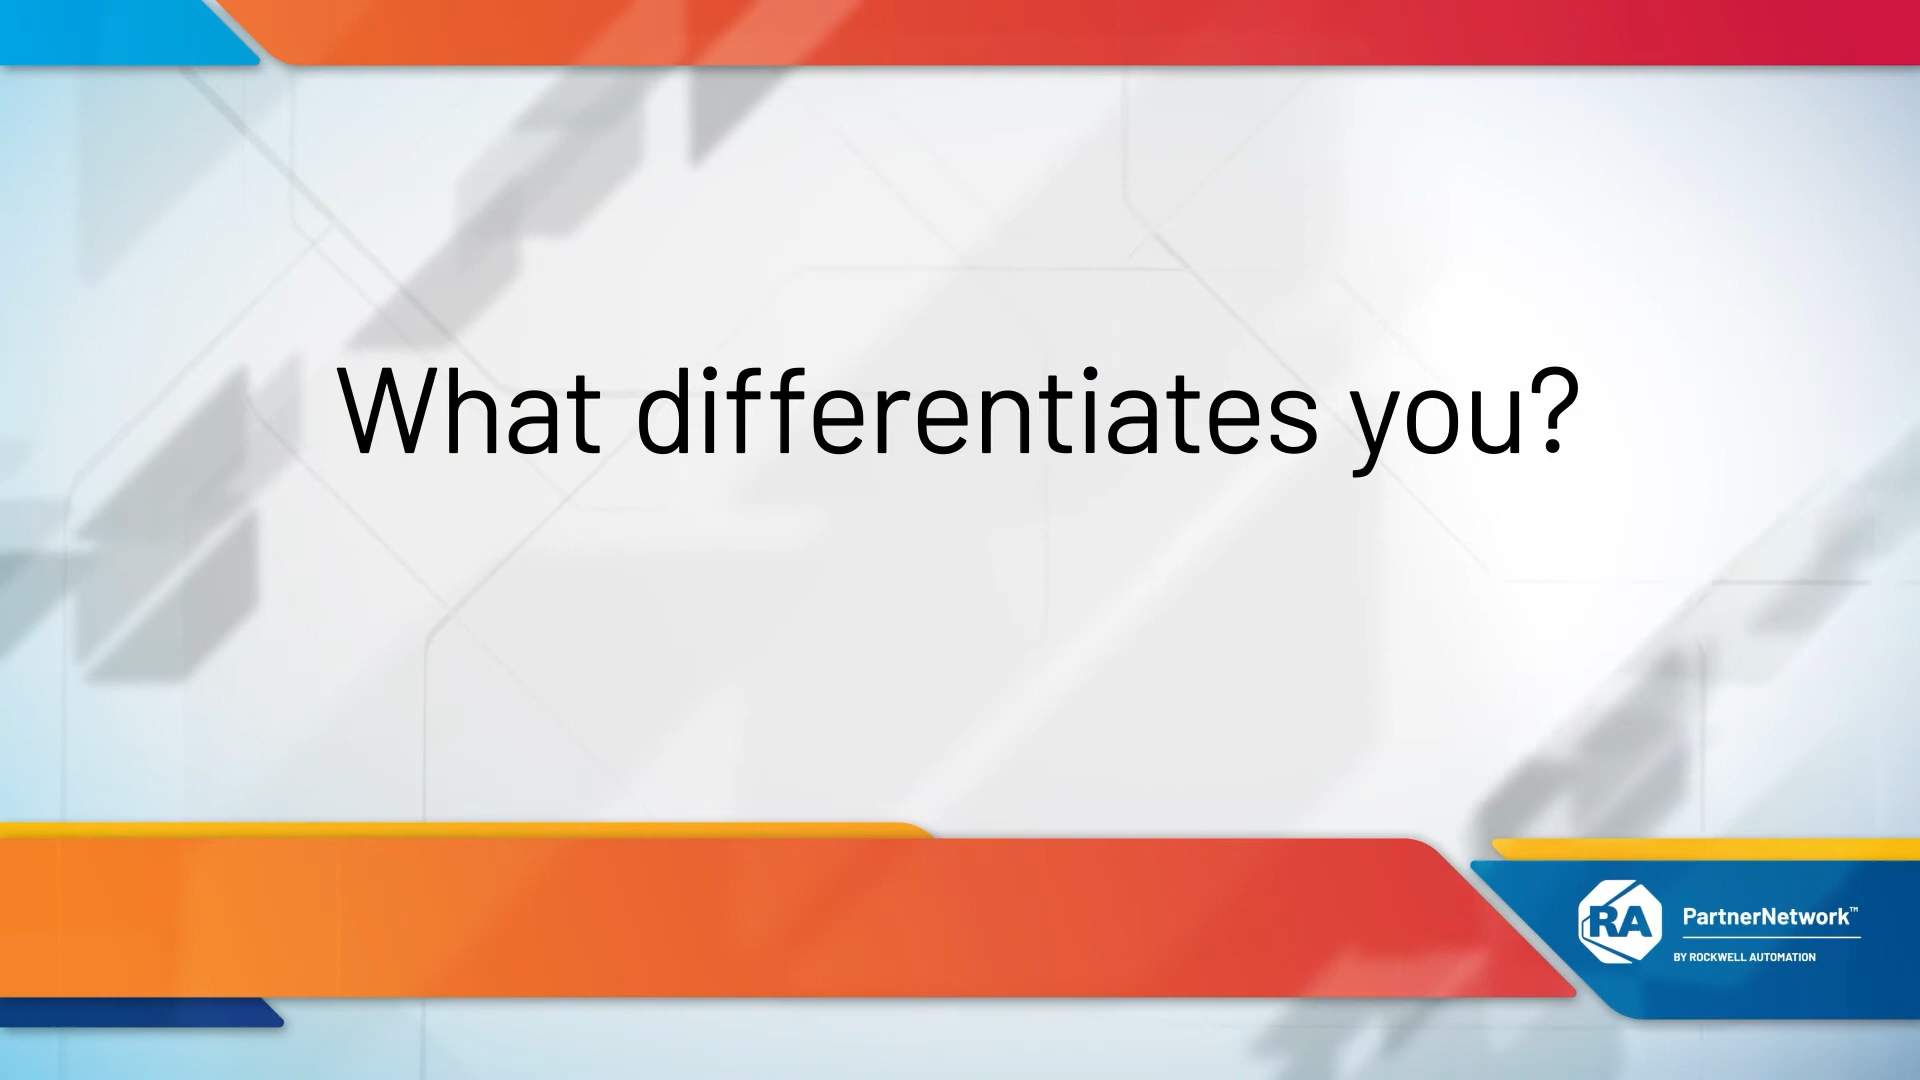 What differentiates you?
RA
PartnerNetwork™
BY ROCKWELL AUTOMATION